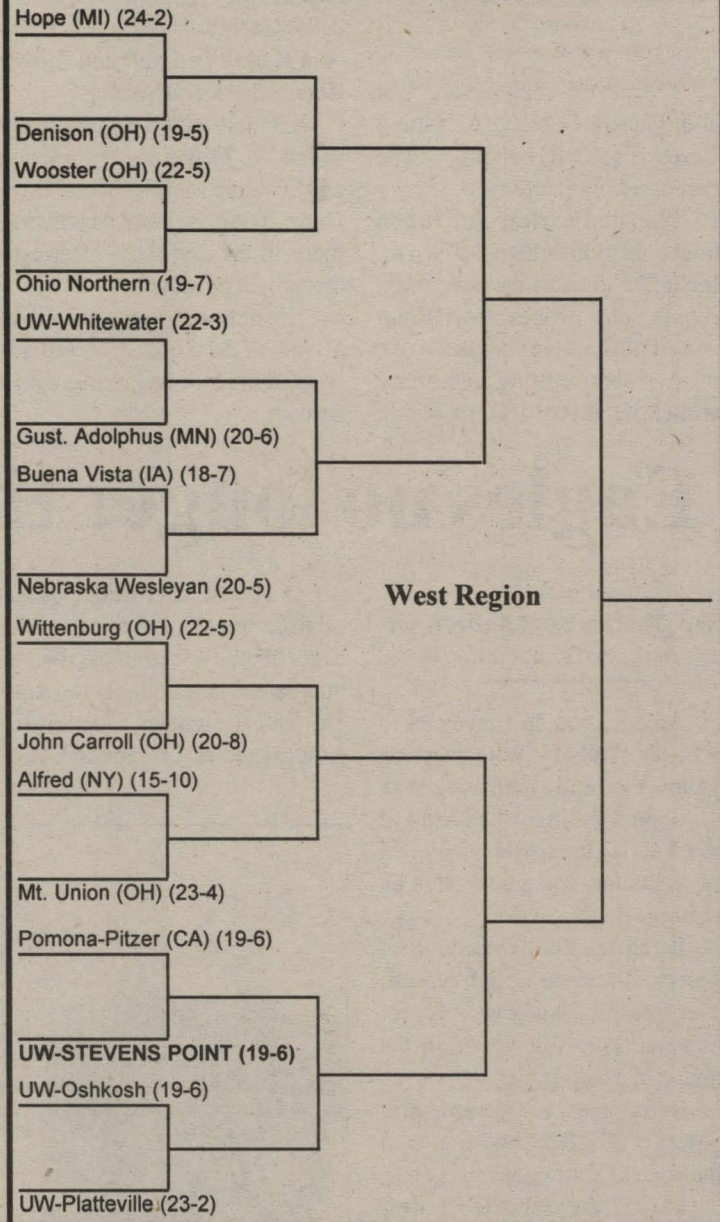 Hope (MI) (24-2)
Denison (OH) (19-5)
Wooster (OH) (22-5)
Ohio Northern (19-7)
UW-Whitewater (22-3)
Gust. Adolphus (MN) (20-6)
Buena Vista (IA) (18-7)
Nebraska Wesleyan (20-5)
West Region
Wittenburg (OH) (22-5)
John Carroll (OH) (20-8)
Alfred (NY) (15-10)
Mt. Union (OH) (23-4)
Pomona-Pitzer (CA) (19-6)
UW-STEVENS POINT (19-6)
UW-Oshkosh (19-6)
UW-Platteville (23-2)